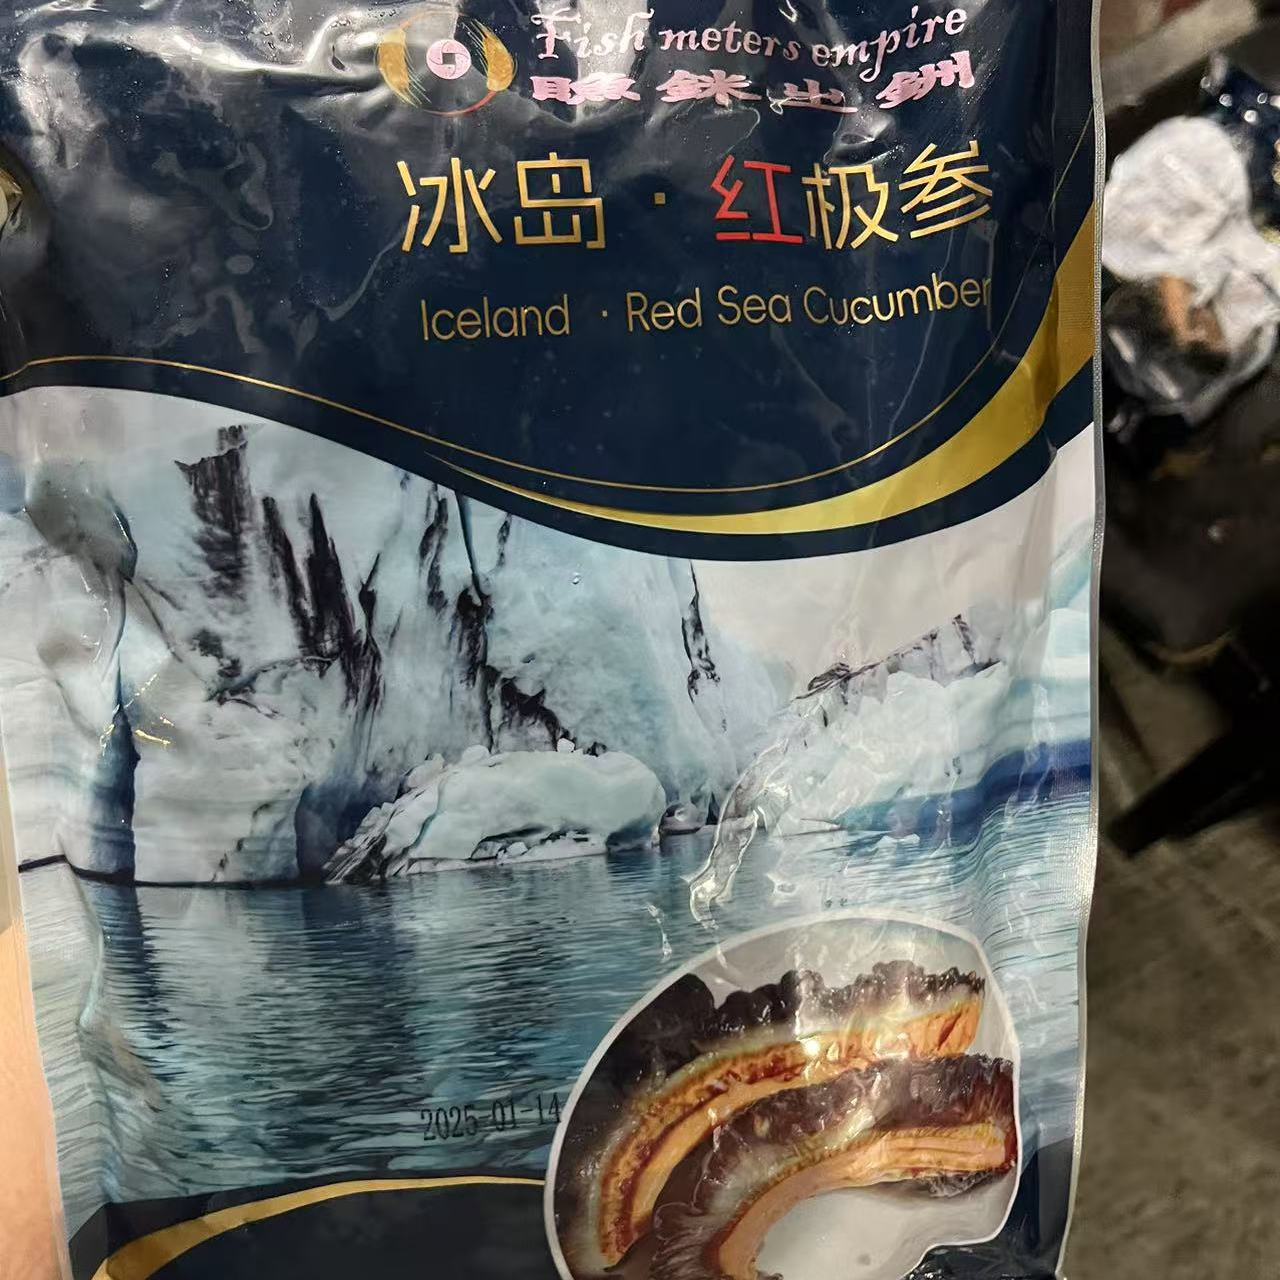 Fish meters empire
冰岛·红极参
Iceland · Red Sea Cucumber
2025-01-14